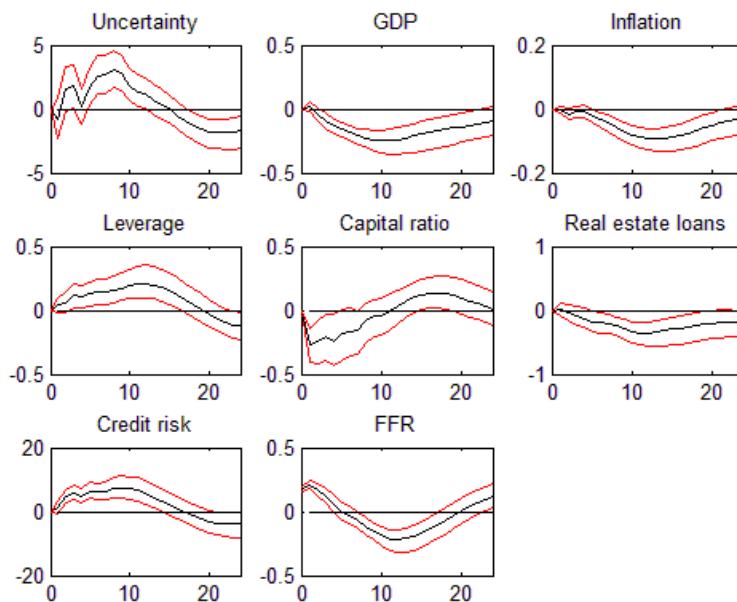 Uncertainty GDP Inflation
5 0.5 0.2
0 0 0
-5 -0.5 -0.2
0 10 20 0 10 20 0 10 20
Leverage Capital ratio Real estate loans
0.5 0.5 1
0 0 0
-0.5 -0.5 -1
0 10 20 0 10 20 0 10 20
Credit risk FFR
20 0.5
0 0
-20 -0.5
0 10 20 0 10 20